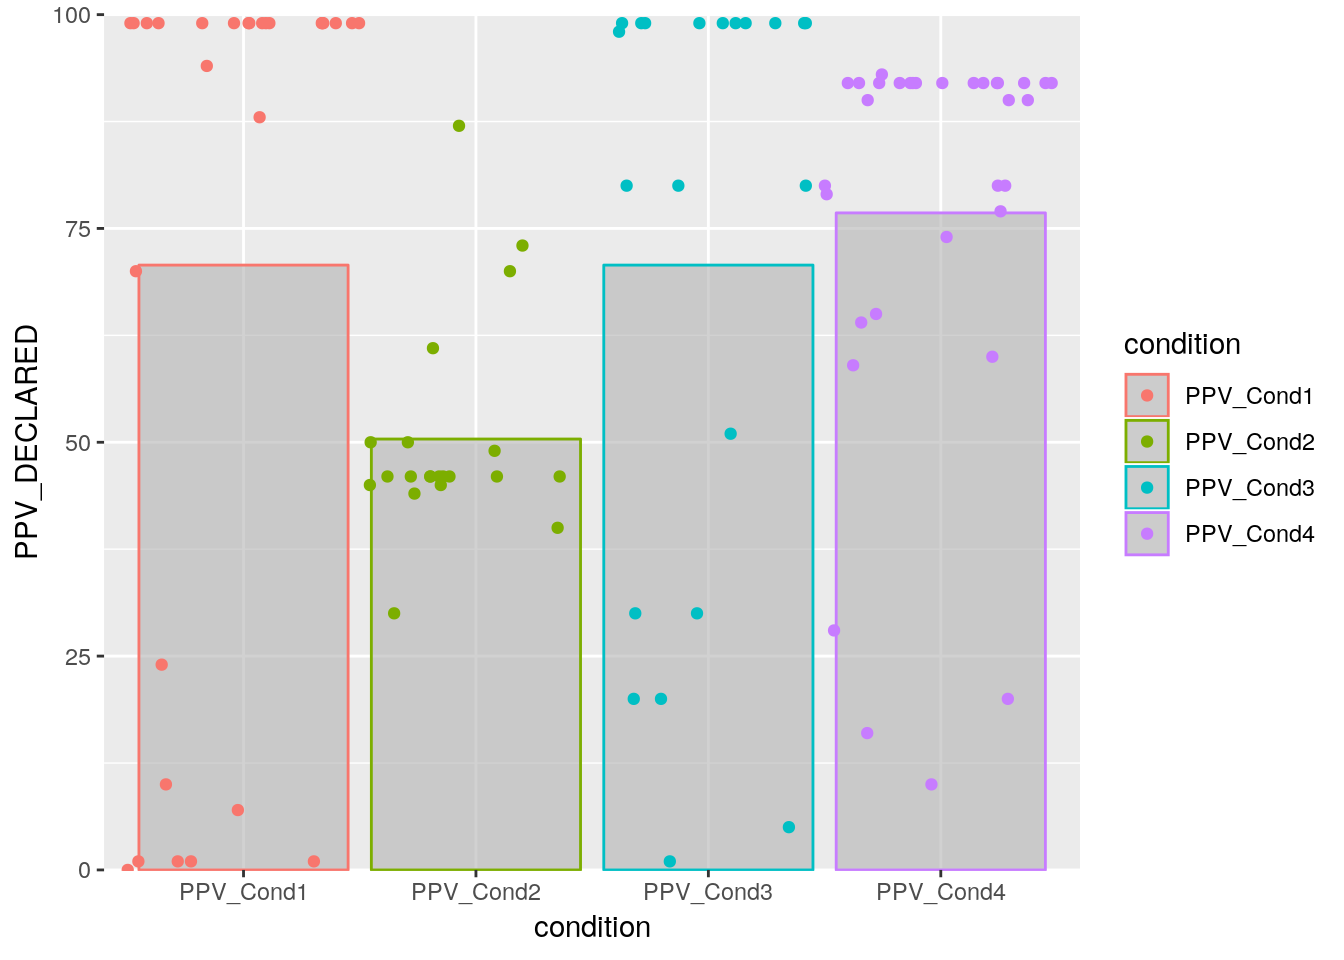 100
75
50
25
0
PPV_DECLARED
PPV_Cond1
PPV_Cond2
PPV_Cond3
PPV_Cond4
condition
condition
PPV_Cond1
PPV_Cond2
PPV_Cond3
PPV_Cond4